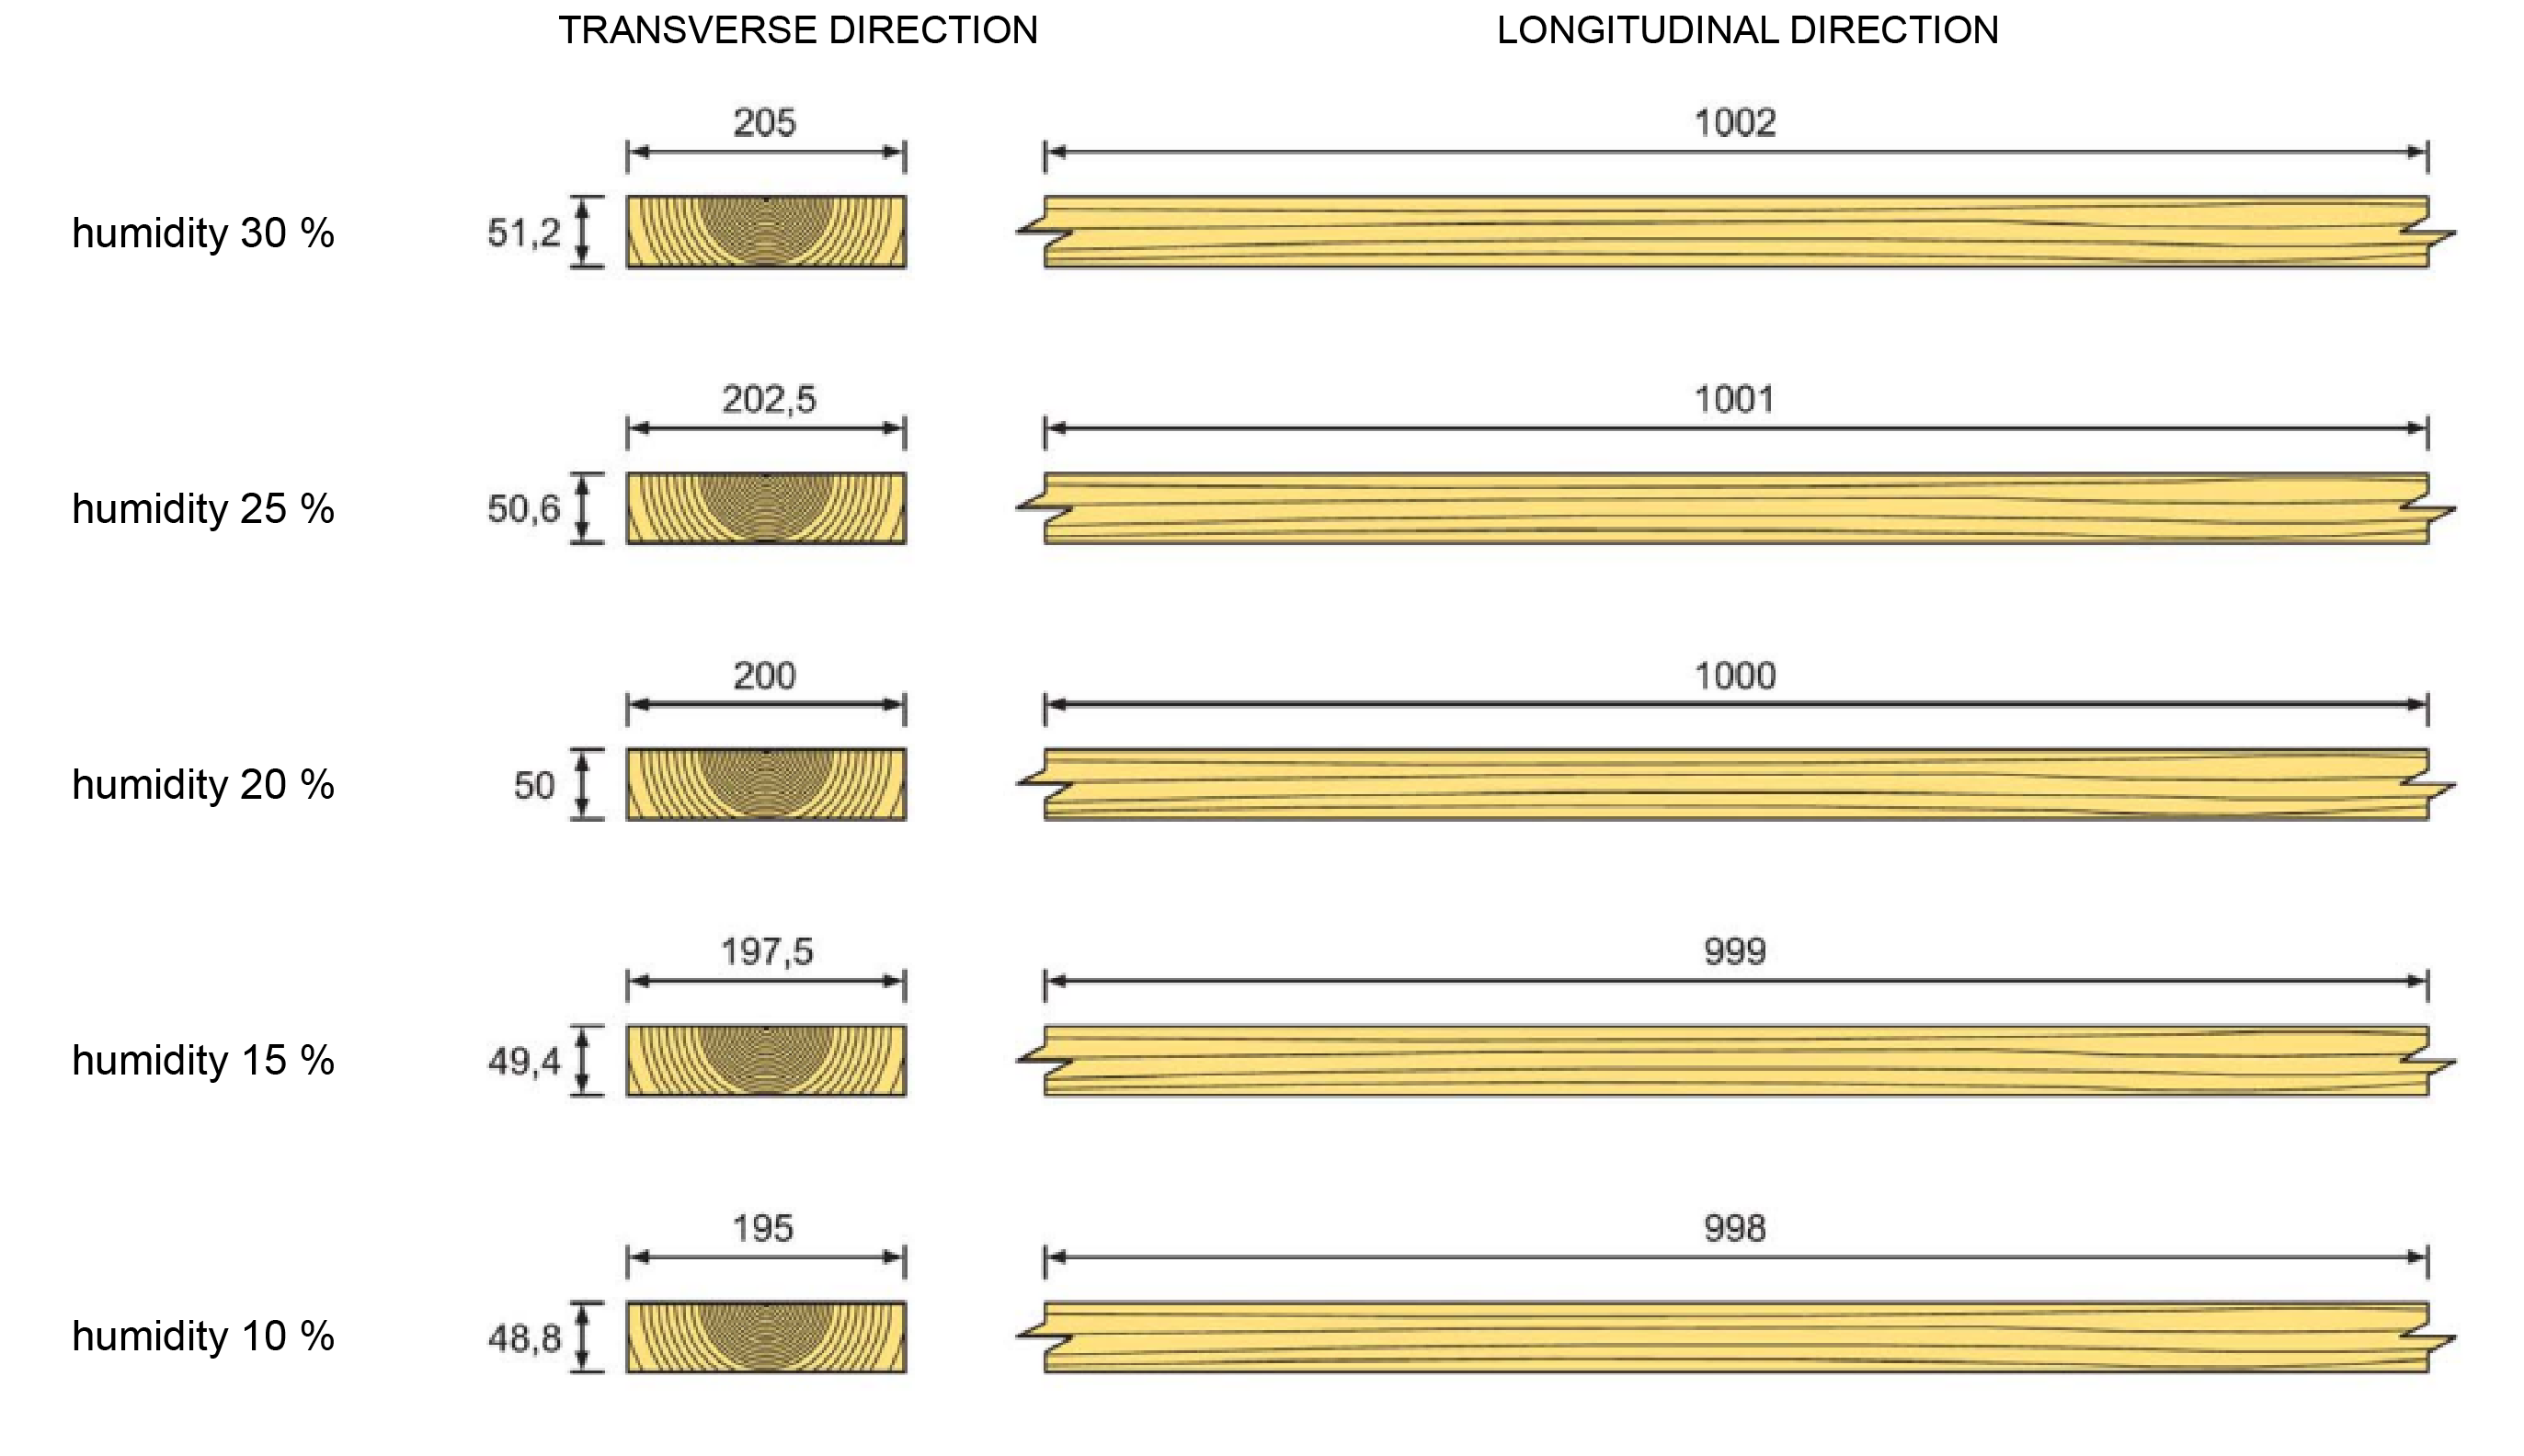 TRANSVERSE DIRECTION
LONGITUDINAL DIRECTION
205
1002
humidity 30 %
51,2
202,5
1001
humidity 25 %
50,6
200
1000
humidity 20 %
50
197,5
999
humidity 15 %
49,4
195
998
humidity 10 %
48,8